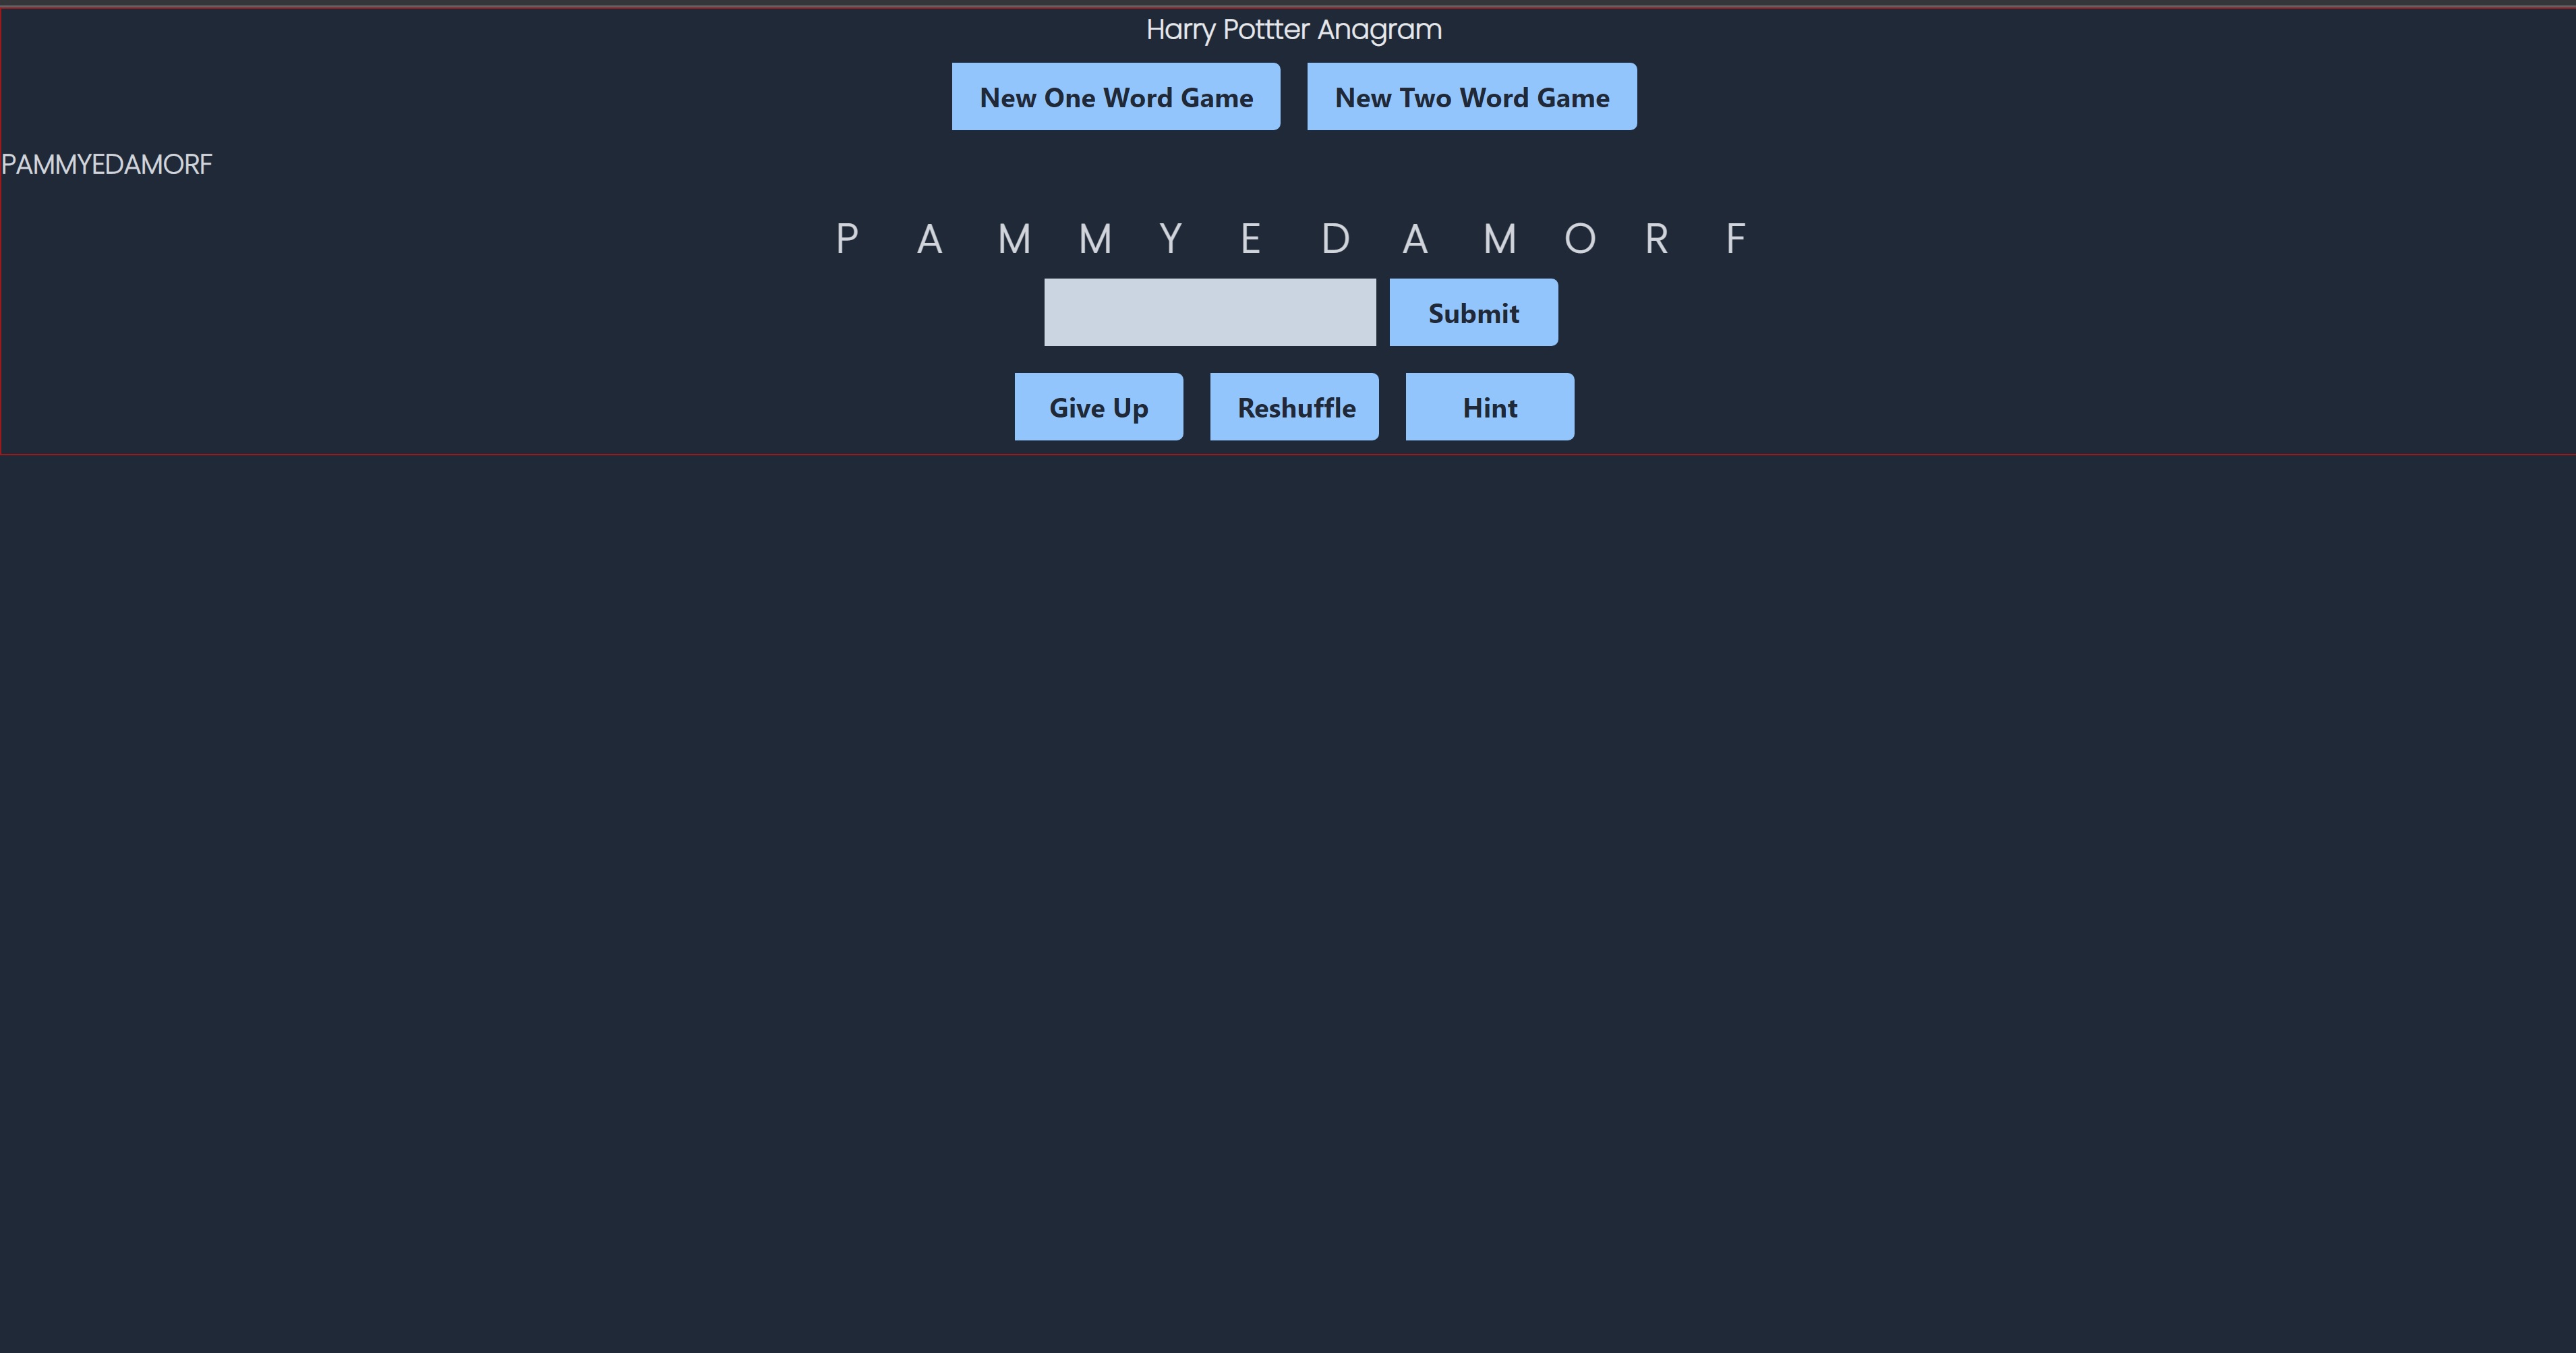 Harry Pottter Anagram
New One Word Game New Two Word Game
PAMMYEDAMORF
P A M M Y E D A M O R F
Submit
Give Up Reshuffle Hint